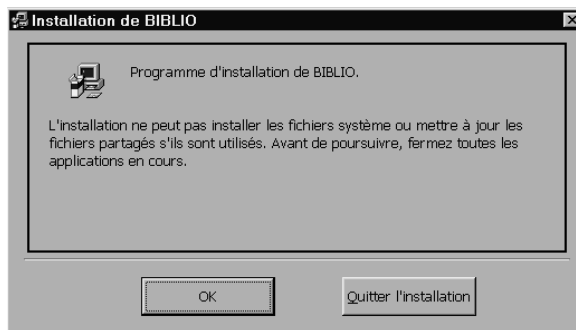 Installation de BIBLIO
Programme d'installation de BIBLIO.
L'installation ne peut pas installer les fichiers système ou mettre à jour les
fichiers partagés s'ils sont utilisés. Avant de poursuivre, fermez toutes les
applications en cours.
OK
Quitter l'installation